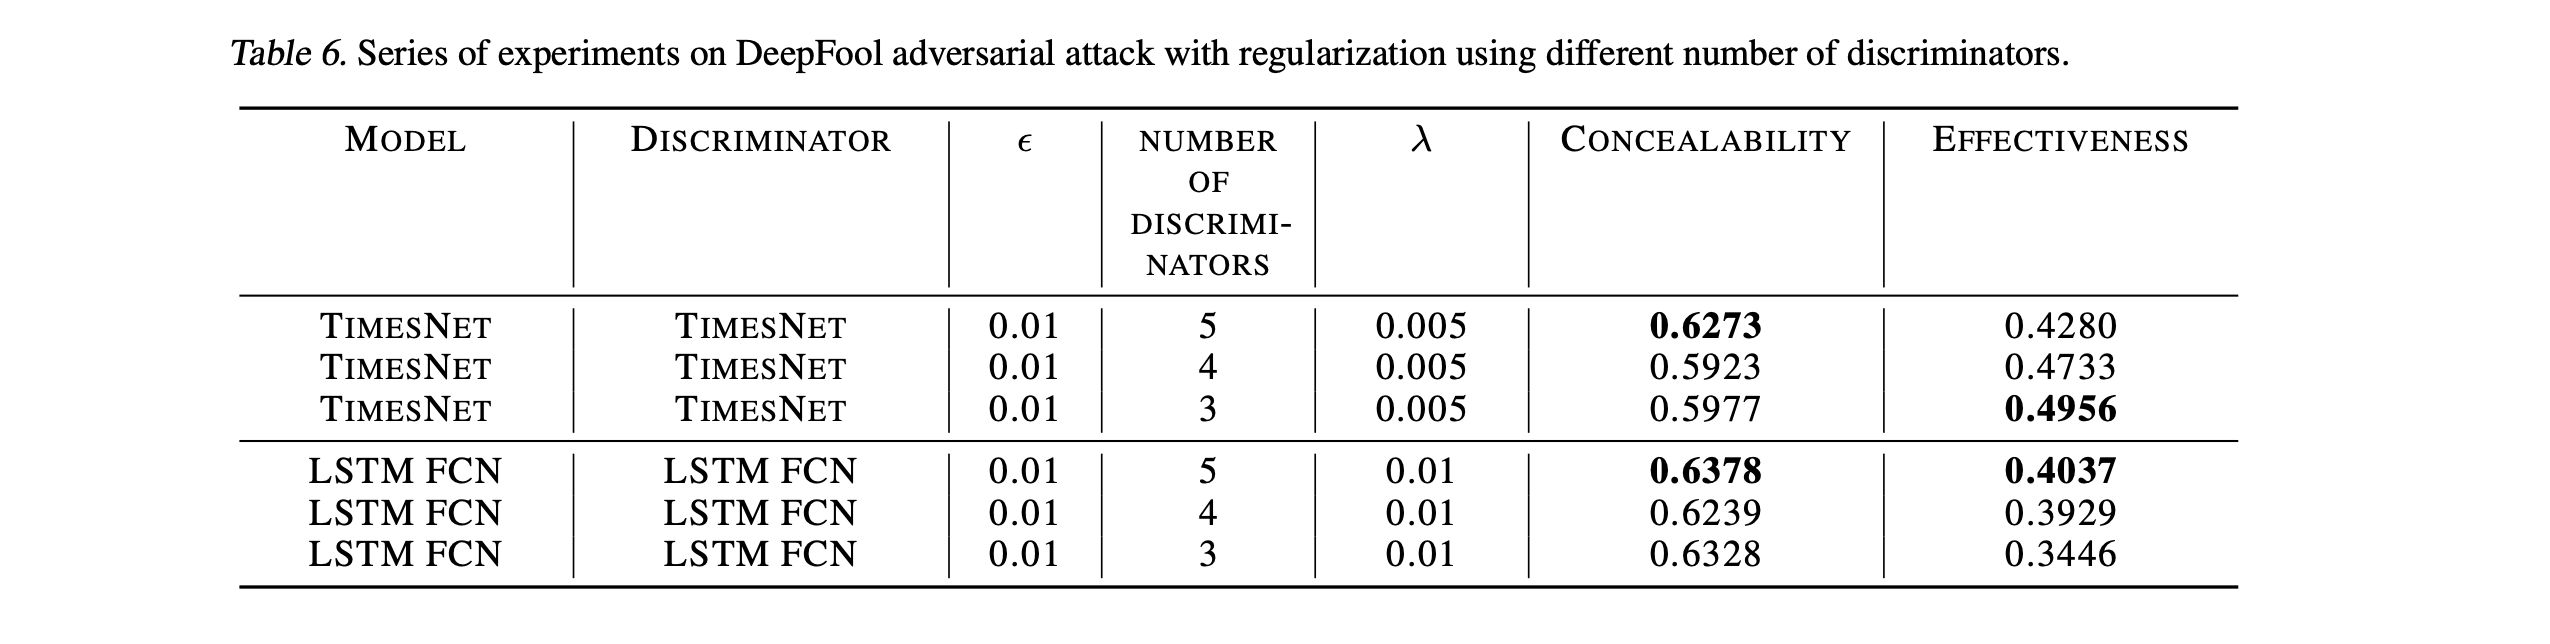 Table 6. Series of experiments on DeepFool adversarial attack with regularization using different number of discriminators.
MODEL DISCRIMINATOR ϵ NUMBER OF DISCRIMI-NATORS λ CONCEALABILITY EFFECTIVENESS
TIMESNET TIMESNET 0.01 5 0.005 0.6273 0.4280
TIMESNET TIMESNET 0.01 4 0.005 0.5923 0.4733
TIMESNET TIMESNET 0.01 3 0.005 0.5977 0.4956
LSTM FCN LSTM FCN 0.01 5 0.01 0.6378 0.4037
LSTM FCN LSTM FCN 0.01 4 0.01 0.6239 0.3929
LSTM FCN LSTM FCN 0.01 3 0.01 0.6328 0.3446